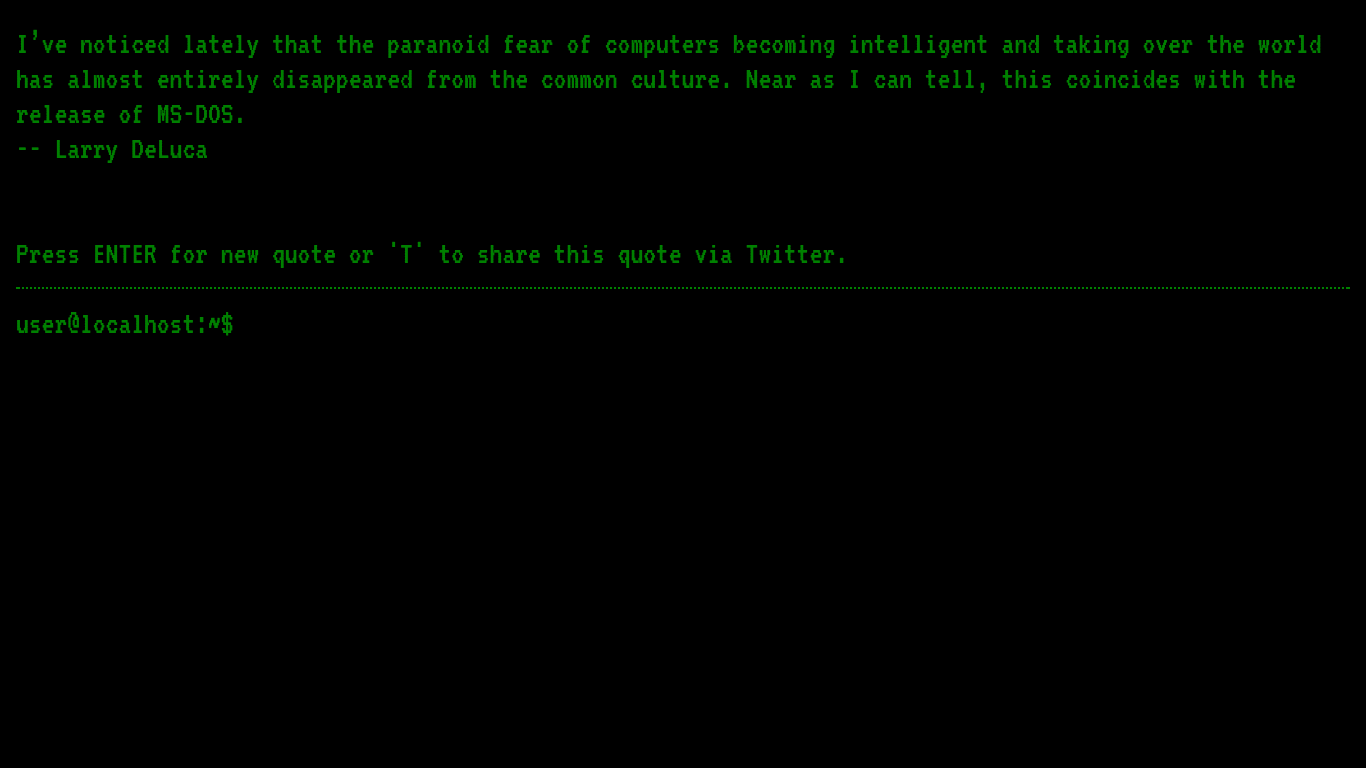 I've noticed lately that the paranoid fear of computers becoming intelligent and taking over the world
has almost entirely disappeared from the common culture. Near as I can tell, this coincides with the
release of MS-DOS.
-- Larry DeLuca
Press ENTER for new quote or 'T' to share this quote via Twitter.
user@localhost:~$